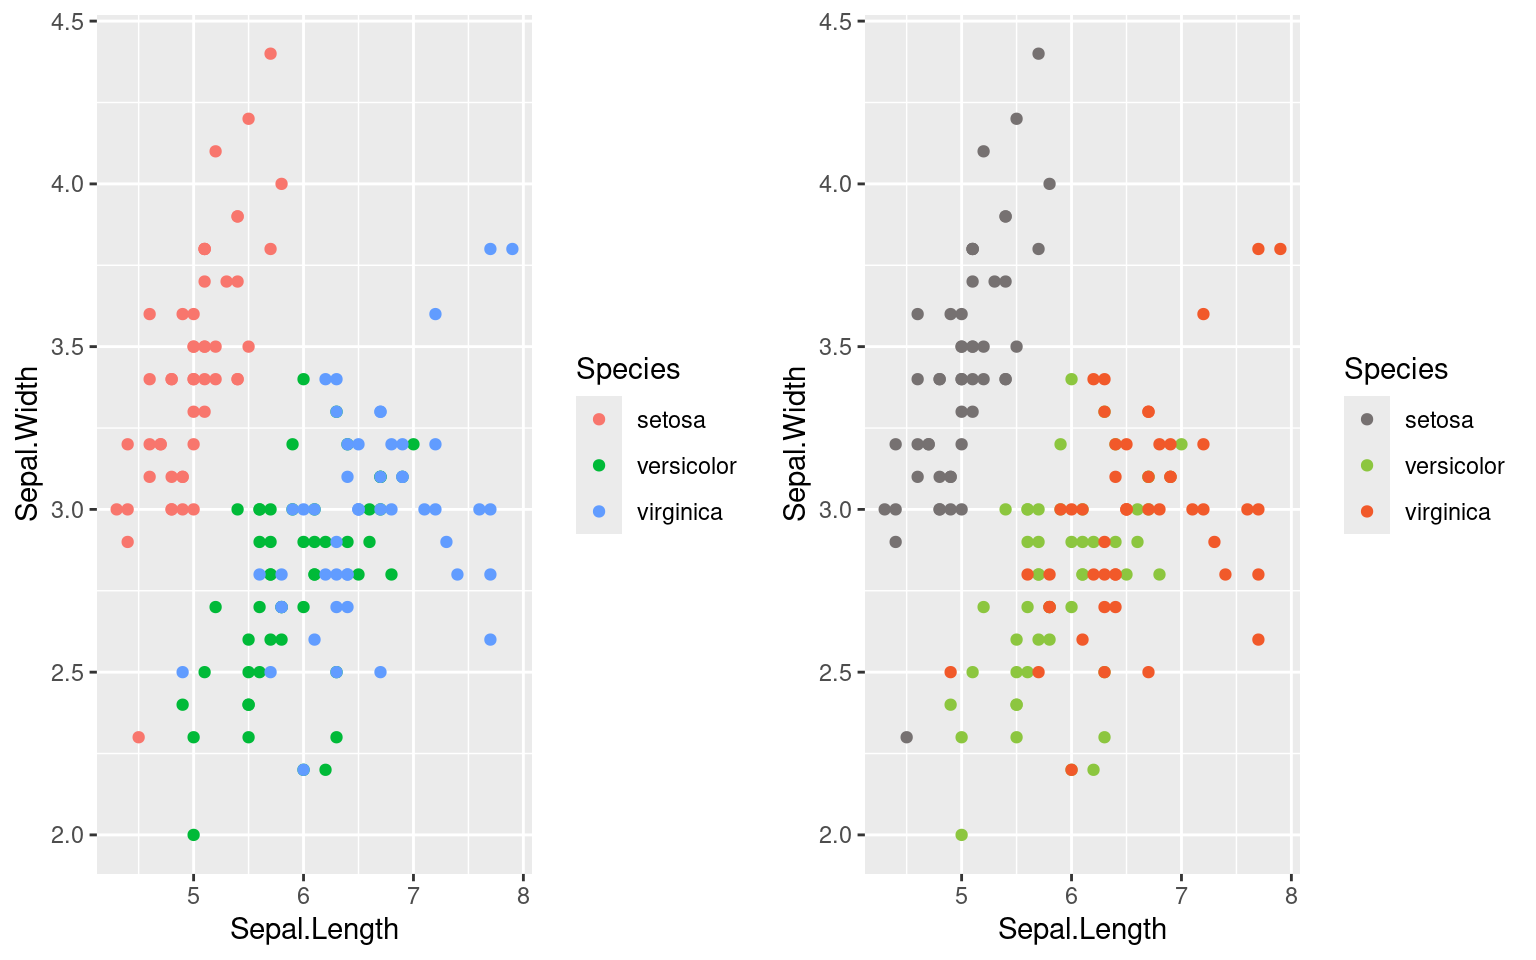 4.5
4.0
3.5
3.0
2.5
2.0
Sepal.Width
5 6 7 8
Sepal.Length
Species
setosa
versicolor
virginica
4.5
4.0
3.5
3.0
2.5
2.0
Sepal.Width
5 6 7 8
Sepal.Length
Species
setosa
versicolor
virginica